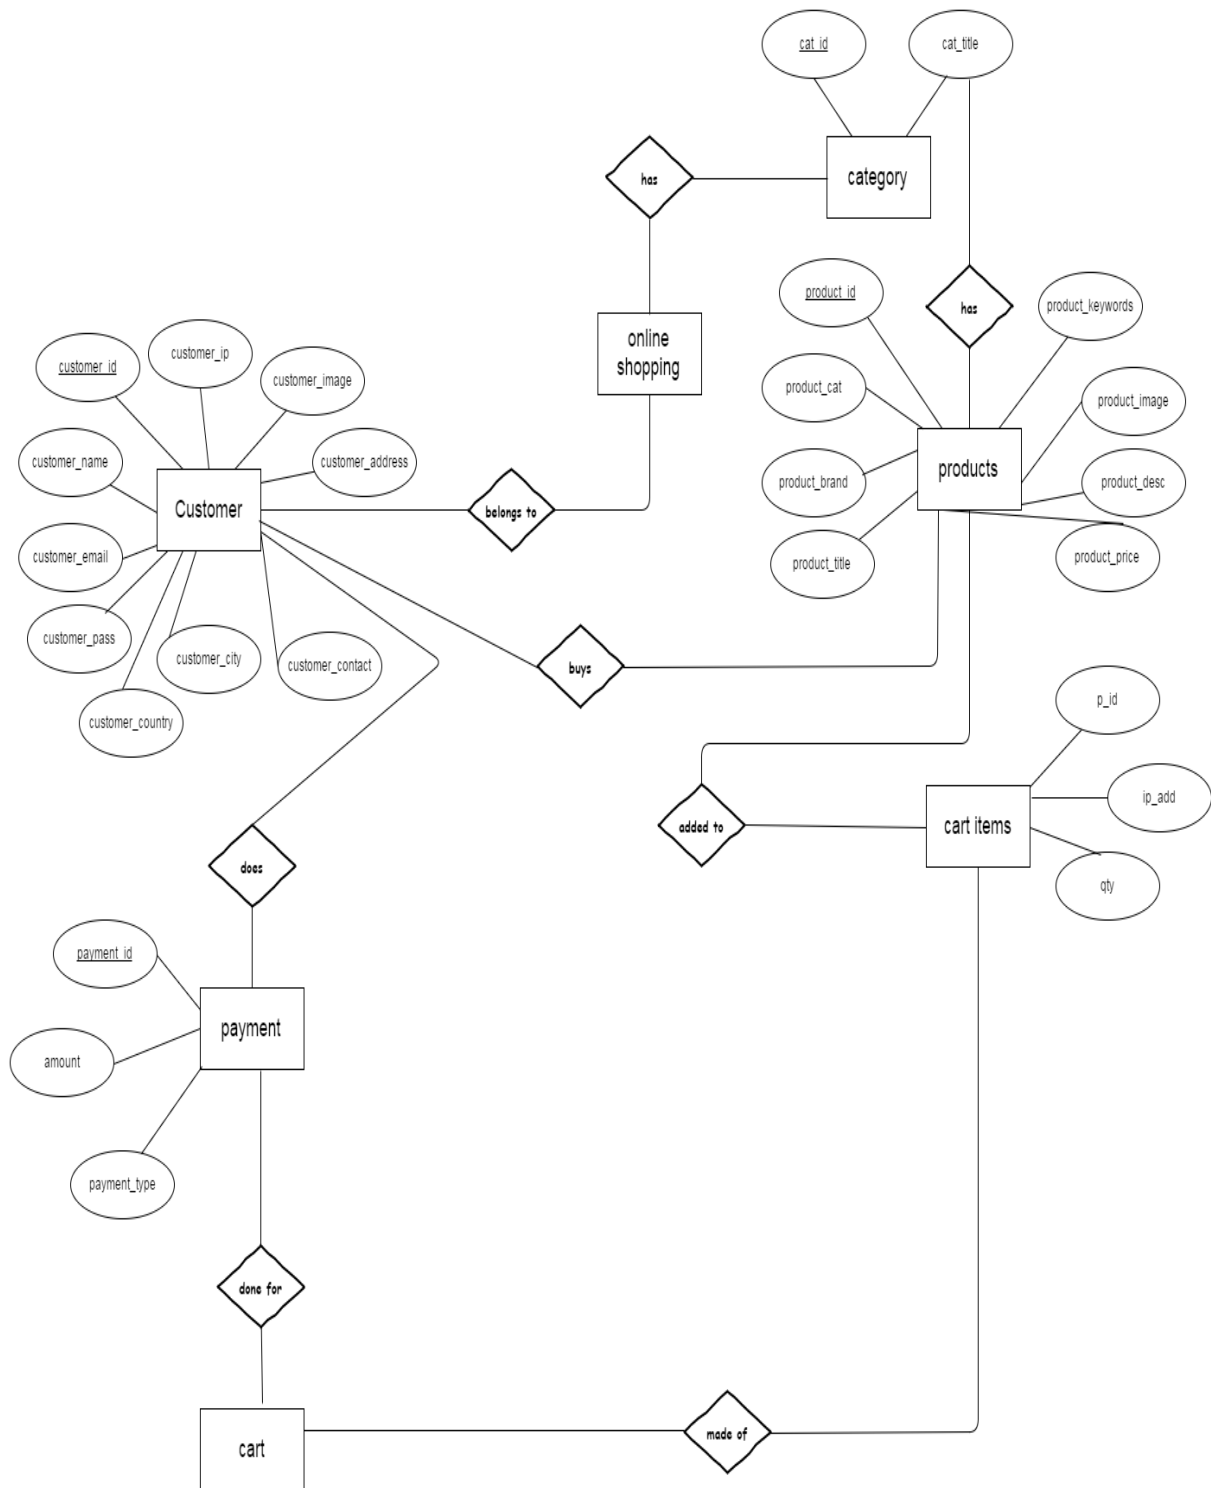 cat_id
cat_title
has
category
product_id
has
product_keywords
online
shopping
customer_id
customer_ip
customer_image
product_cat
product_image
customer_name
customer_address
products
product_brand
product_desc
Customer
belongs to
customer_email
product_title
product_price
customer_pass
customer_city
customer_contact
buys
customer_country
p_id
ip_add
added to
cart items
does
qty
payment_id
payment
amount
payment_type
done for
cart
made of